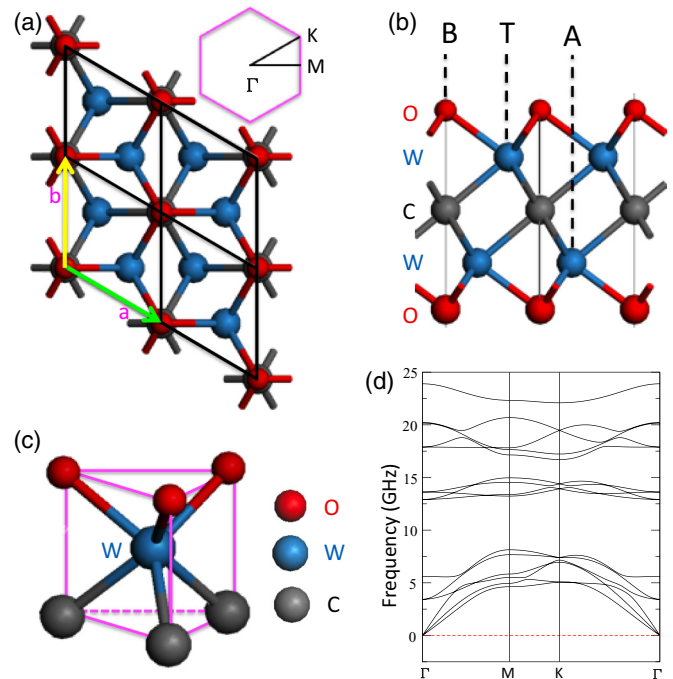 (a)
K
M
Γ
b
a
(b)
B T A
O
W
C
W
O
(c)
W
O
W
C
(d)
Frequency (GHz)
25
20
15
10
5
0
Γ M K Γ